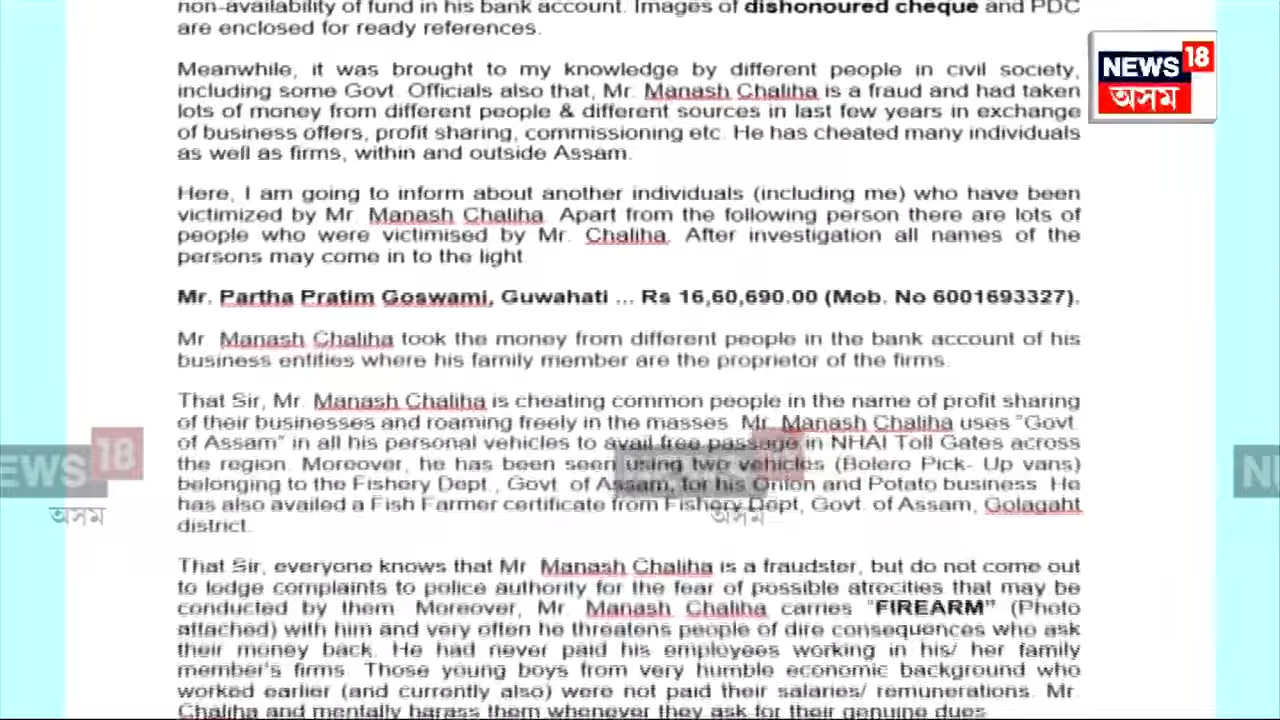 non-availability of fund in his bank account. Images of dishonoured cheque and PDC
are enclosed for ready references.
NEWS 18
অসম
Meanwhile, it was brought to my knowledge by different people in civil society,
including some Govt. Officials also that, Mr. Manash Chaliha is a fraud and had taken
lots of money from different people & different sources in last few years in exchange
of business offers, profit sharing, commissioning etc. He has cheated many individuals
as well as firms, within and outside Assam.
Here, I am going to inform about another individuals (including me) who have been
victimized by Mr. Manash Chaliha. Apart from the following person there are lots of
people who were victimised by Mr. Chaliha. After investigation all names of the
persons may come in to the light.
Mr. Partha Pratim Goswami, Guwahati ... Rs 16,60,690.00 (Mob. No 6001693327).
Mr. Manash Chaliha took the money from different people in the bank account of his
business entities where his family member are the proprietor of the firms.
That Sir, Mr. Manash Chaliha is cheating common people in the name of profit sharing
of their businesses and roaming freely in the masses. Mr. Manash Chaliha uses "Govt.
of Assam" in all his personal vehicles to avail free passage in NHAI Toll Gates across
the region. Moreover, he has been seen using two vehicles (Bolero Pick- Up vans)
belonging to the Fishery Dept., Govt. of Assam, for his Onion and Potato business. He
has also availed a Fish Farmer certificate from Fishery Dept, Govt. of Assam, Golagaht
district.
EWS 18
অসম
অসম
N
That Sir, everyone knows that Mr. Manash Chaliha is a fraudster, but do not come out
to lodge complaints to police authority for the fear of possible atrocities that may be
conducted by them. Moreover, Mr. Manash Chaliha carries "FIREARM" (Photo
attached) with him and very often he threatens people of dire consequences who ask
their money back. He had never paid his employees working in his/ her family
member's firms. Those young boys from very humble economic background who
worked earlier (and currently also) were not paid their salaries/ remunerations. Mr.
Chaliha and mentally harass them whenever they ask for their genuine dues.